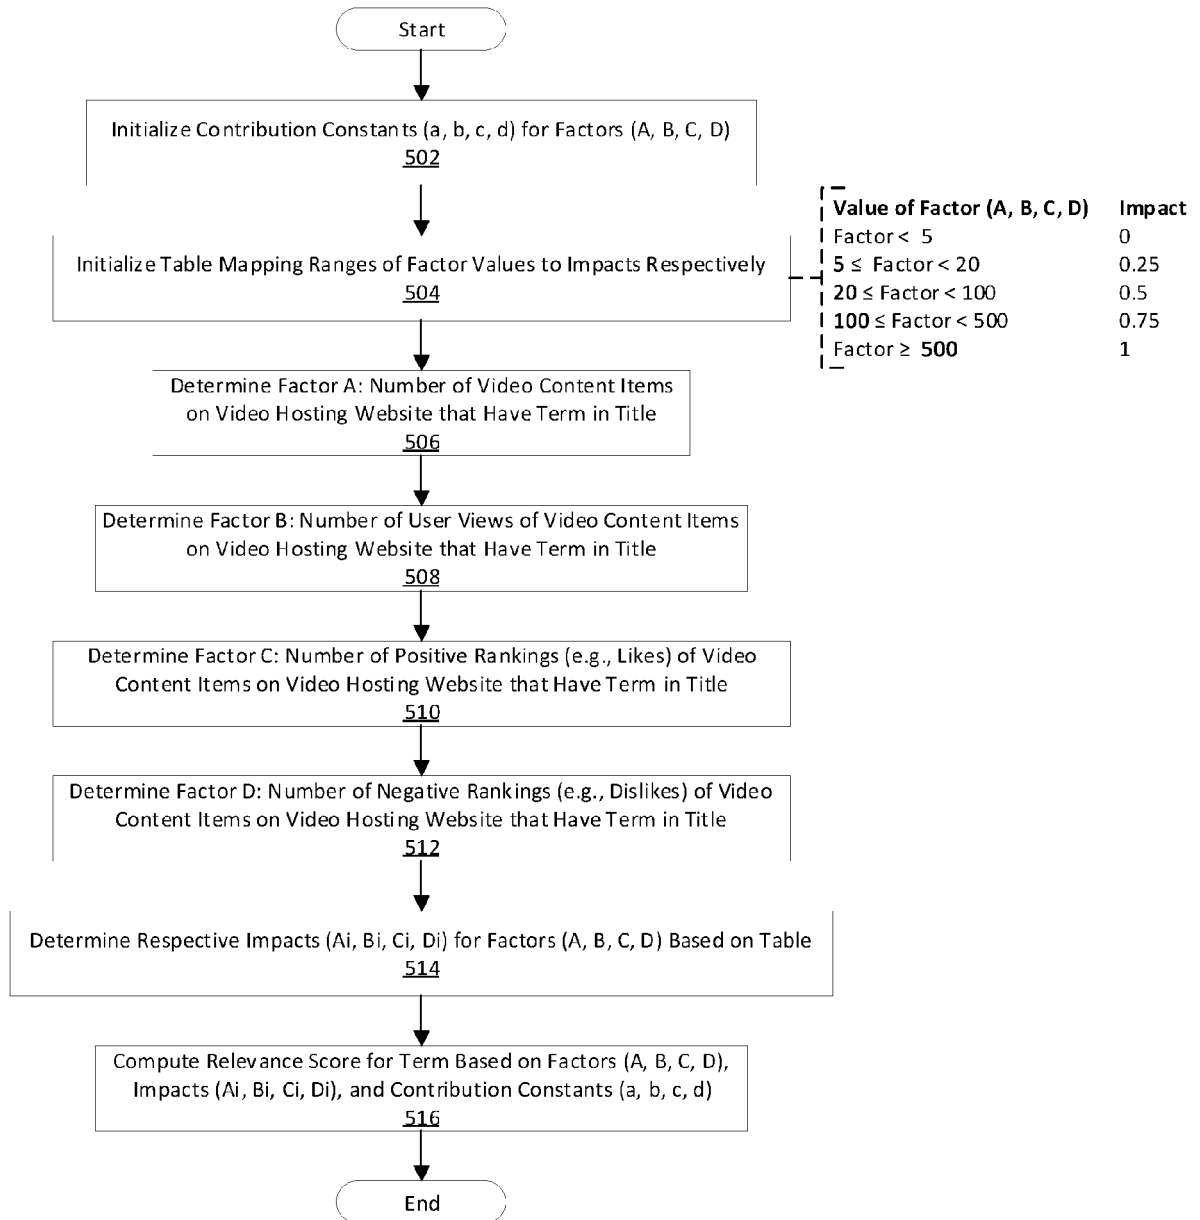 Start
Initialize Contribution Constants (a, b, c, d) for Factors (A, B, C, D)
502
Initialize Table Mapping Ranges of Factor Values to Impacts Respectively
504
Value of Factor (A, B, C, D) Impact
Factor < 5 0
5 ≤ Factor < 20 0.25
20 ≤ Factor < 100 0.5
100 ≤ Factor < 500 0.75
Factor ≥ 500 1
Determine Factor A: Number of Video Content Items
on Video Hosting Website that Have Term in Title
506
Determine Factor B: Number of User Views of Video Content Items
on Video Hosting Website that Have Term in Title
508
Determine Factor C: Number of Positive Rankings (e.g., Likes) of Video
Content Items on Video Hosting Website that Have Term in Title
510
Determine Factor D: Number of Negative Rankings (e.g., Dislikes) of Video
Content Items on Video Hosting Website that Have Term in Title
512
Determine Respective Impacts (Ai, Bi, Ci, Di) for Factors (A, B, C, D) Based on Table
514
Compute Relevance Score for Term Based on Factors (A, B, C, D),
Impacts (Ai, Bi, Ci, Di), and Contribution Constants (a, b, c, d)
516
End